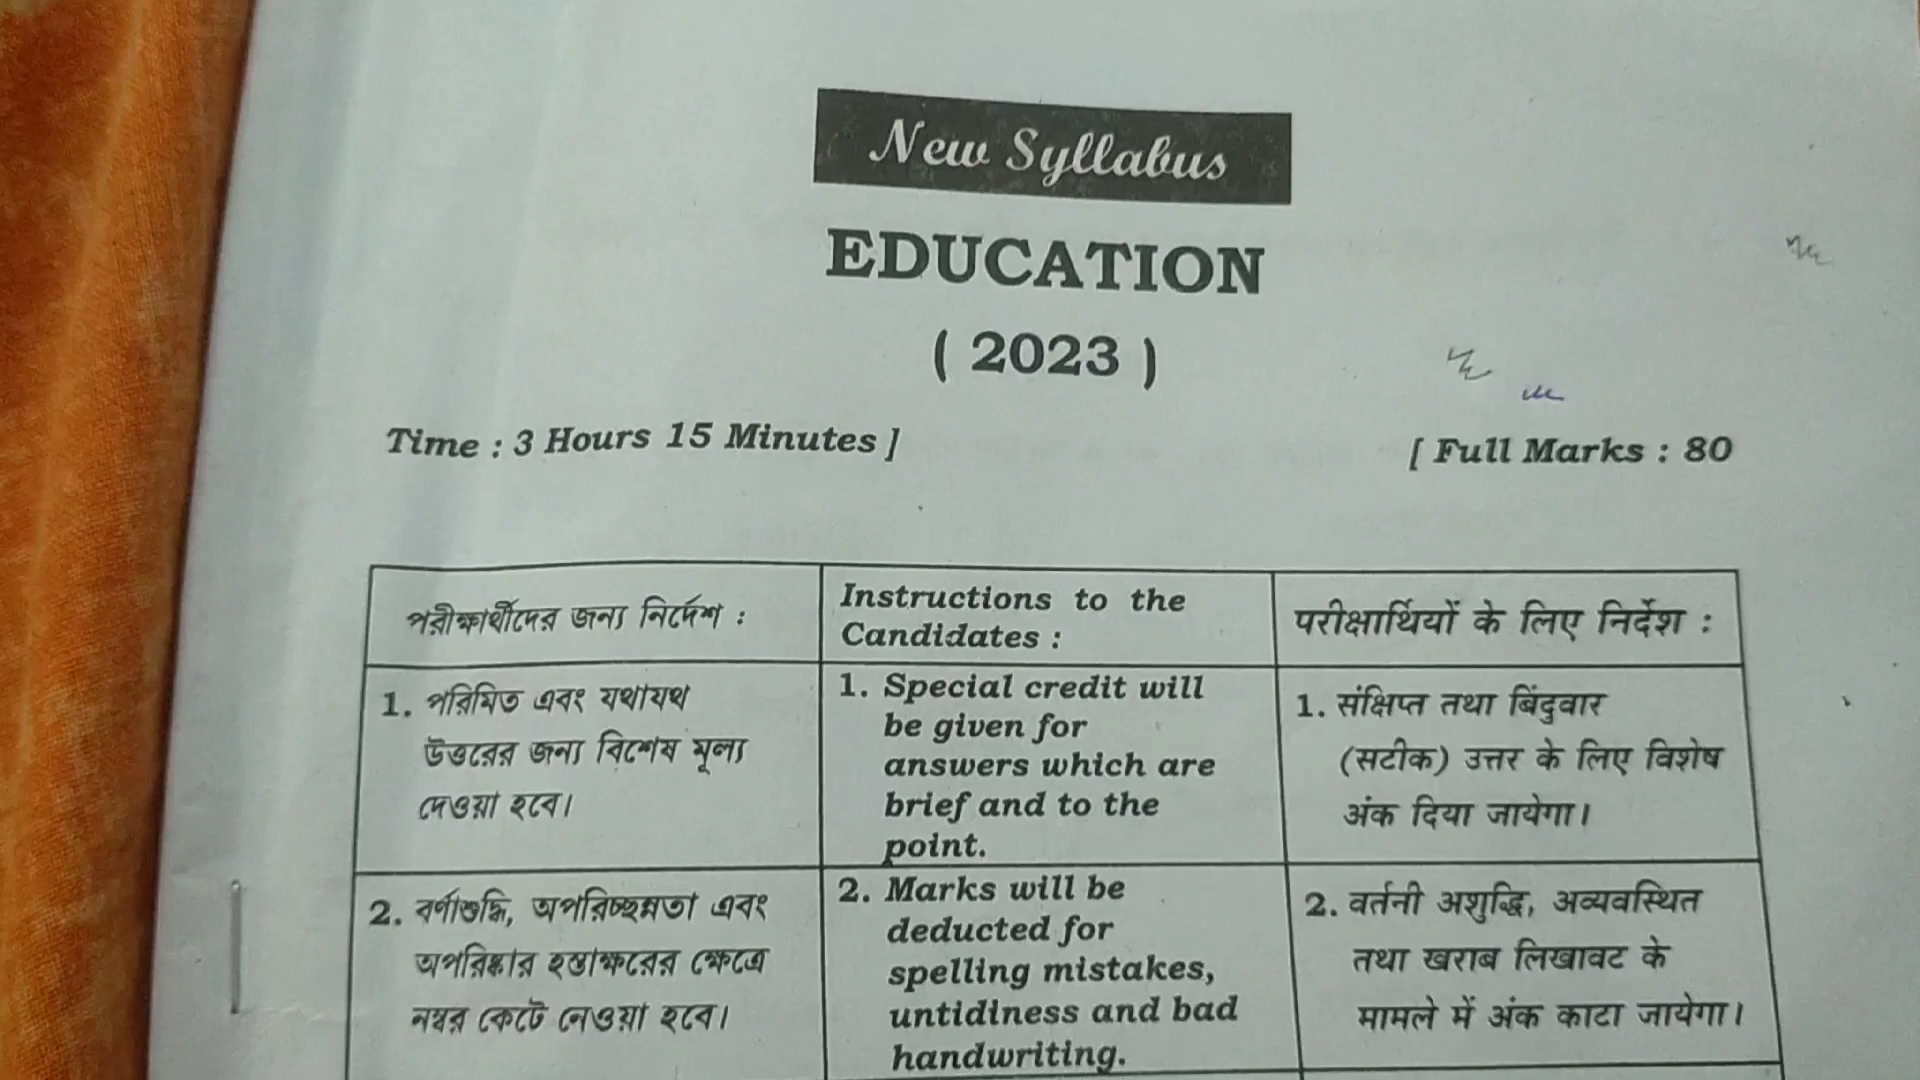 New Syllabus
EDUCATION
( 2023 )
Time : 3 Hours 15 Minutes ]
[ Full Marks : 80
পরীক্ষার্থীদের জন্য নির্দেশ :
1. পরিমিত এবং যথাযথ
উত্তরের জন্য বিশেষ মূল্য
দেওয়া হবে।
2. বর্ণাশুদ্ধি, অপরিচ্ছন্নতা এবং
অপরিষ্কার হস্তাক্ষরের ক্ষেত্রে
নম্বর কেটে নেওয়া হবে।
Instructions to the
Candidates :
1. Special credit will
be given for
answers which are
brief and to the
point.
2. Marks will be
deducted for
spelling mistakes,
untidiness and bad
handwriting.
परीक्षार्थियों के लिए निर्देश :
1. संक्षिप्त तथा बिंदुवार
(सटीक) उत्तर के लिए विशेष
अंक दिया जायेगा।
2. वर्तनी अशुद्धि, अव्यवस्थित
तथा खराब लिखावट के
मामले में अंक काटा जायेगा।